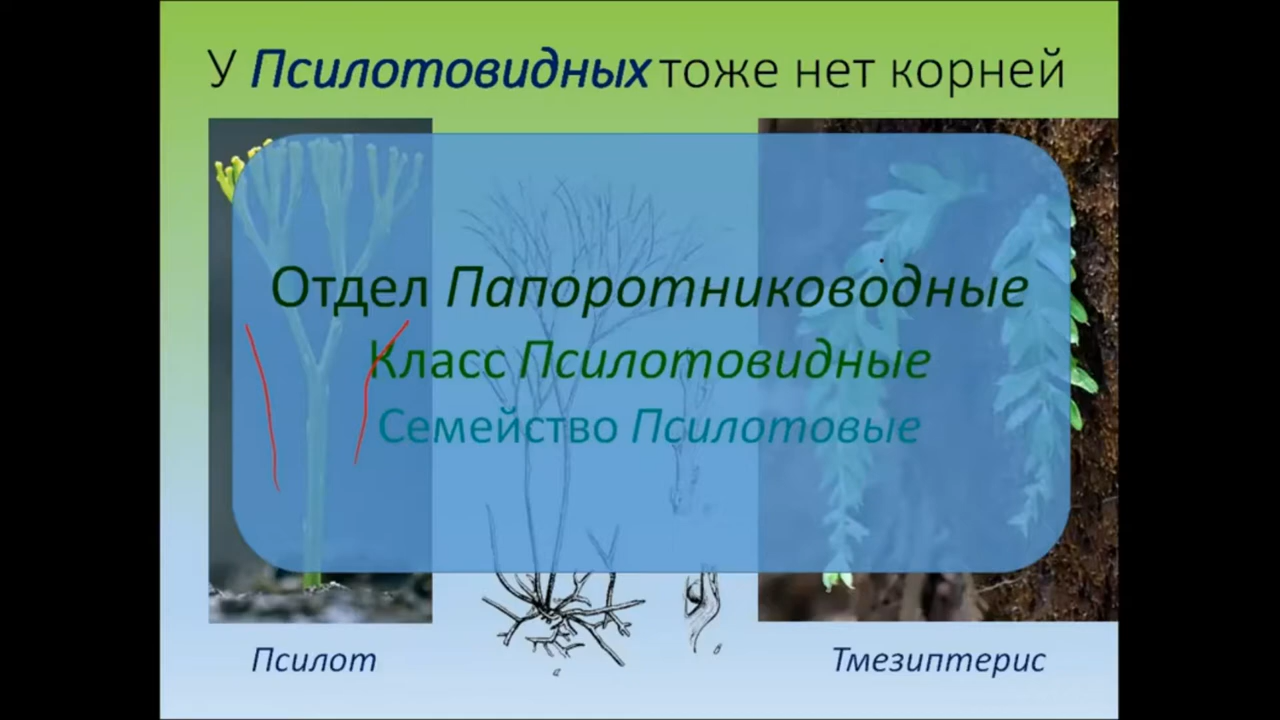 У Псилотовидных тоже нет корней
Отдел Папоротниководные
Класс Псилотовидные
Семейство Псилотовые
а
Псилот
Тмезиптерис